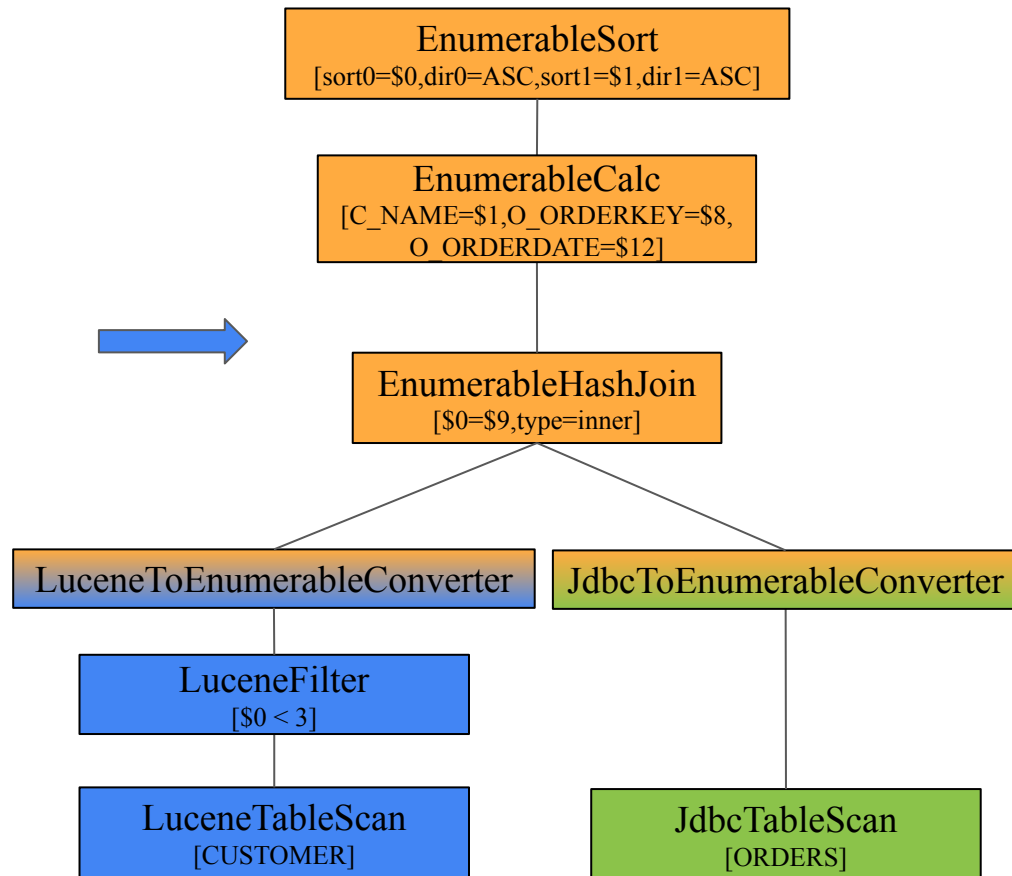 EnumerableSort
[sort0=$0,dir0=ASC,sort1=$1,dir1=ASC]
EnumerableCalc
[C_NAME=$1,O_ORDERKEY=$8,
O_ORDERDATE=$12]
EnumerableHashJoin
[$0=$9,type=inner]
LuceneToEnumerableConverter
JdbcToEnumerableConverter
LuceneFilter
[$0 < 3]
LuceneTableScan
[CUSTOMER]
JdbcTableScan
[ORDERS]